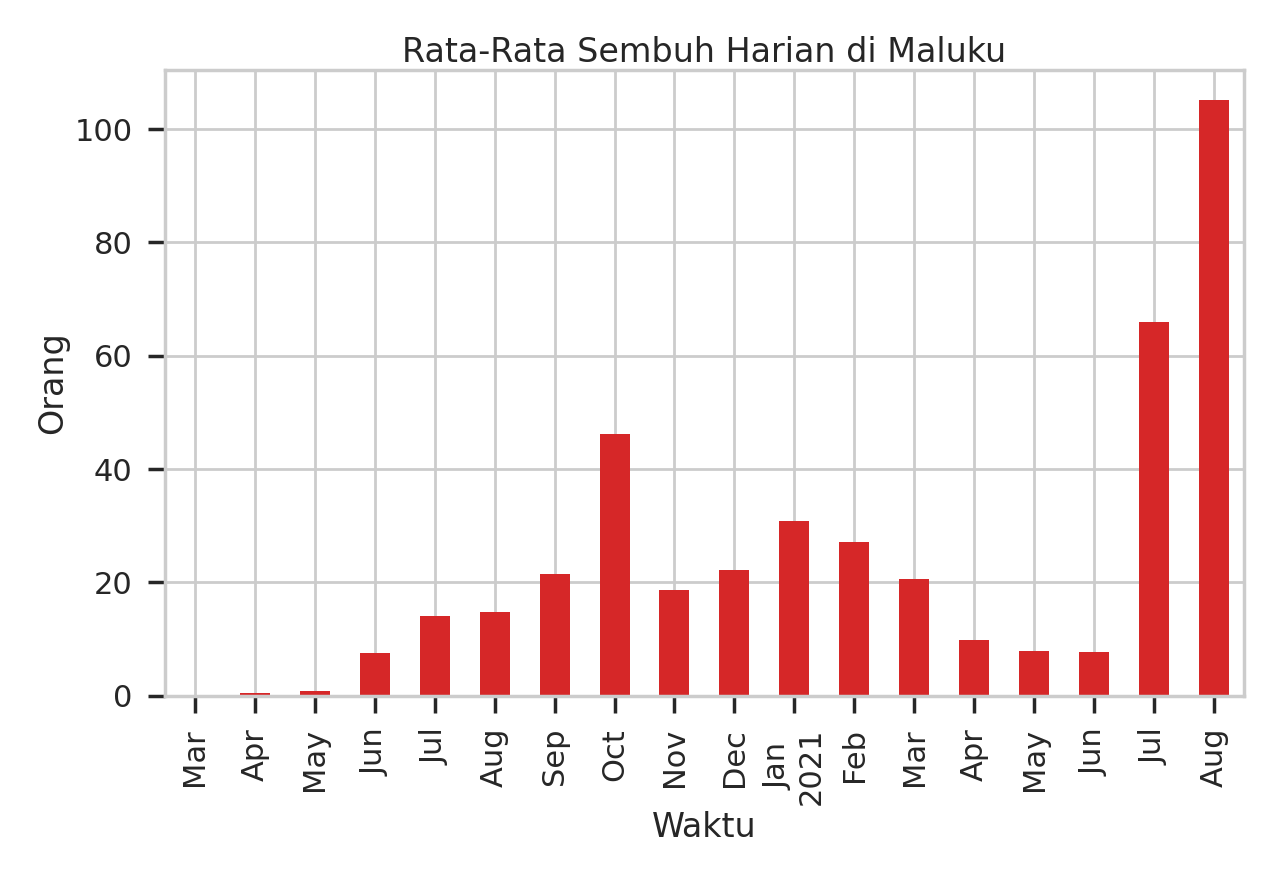 Rata-Rata Sembuh Harian di Maluku
Orang
100
80
60
40
20
0
Mar
Apr
May
Jun
Jul
Aug
Sep
Oct
Nov
Dec
Jan
2021
Feb
Mar
Apr
May
Jun
Jul
Aug
Waktu